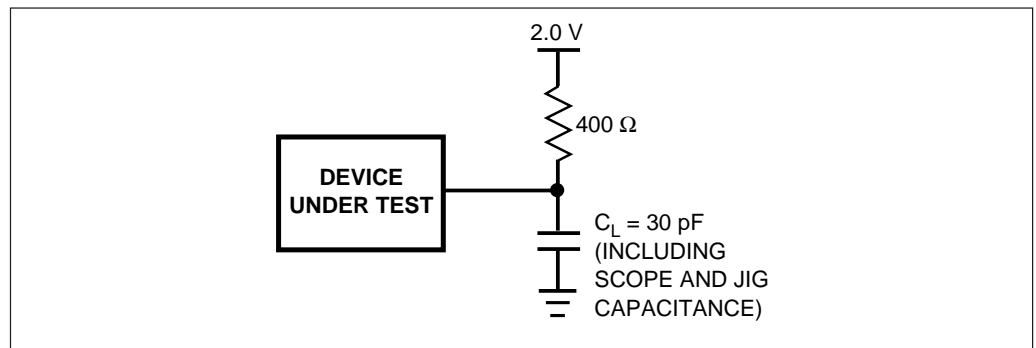 2.0 V
400 Ω
DEVICE
UNDER TEST
C_L = 30 pF
(INCLUDING
SCOPE AND JIG
CAPACITANCE)